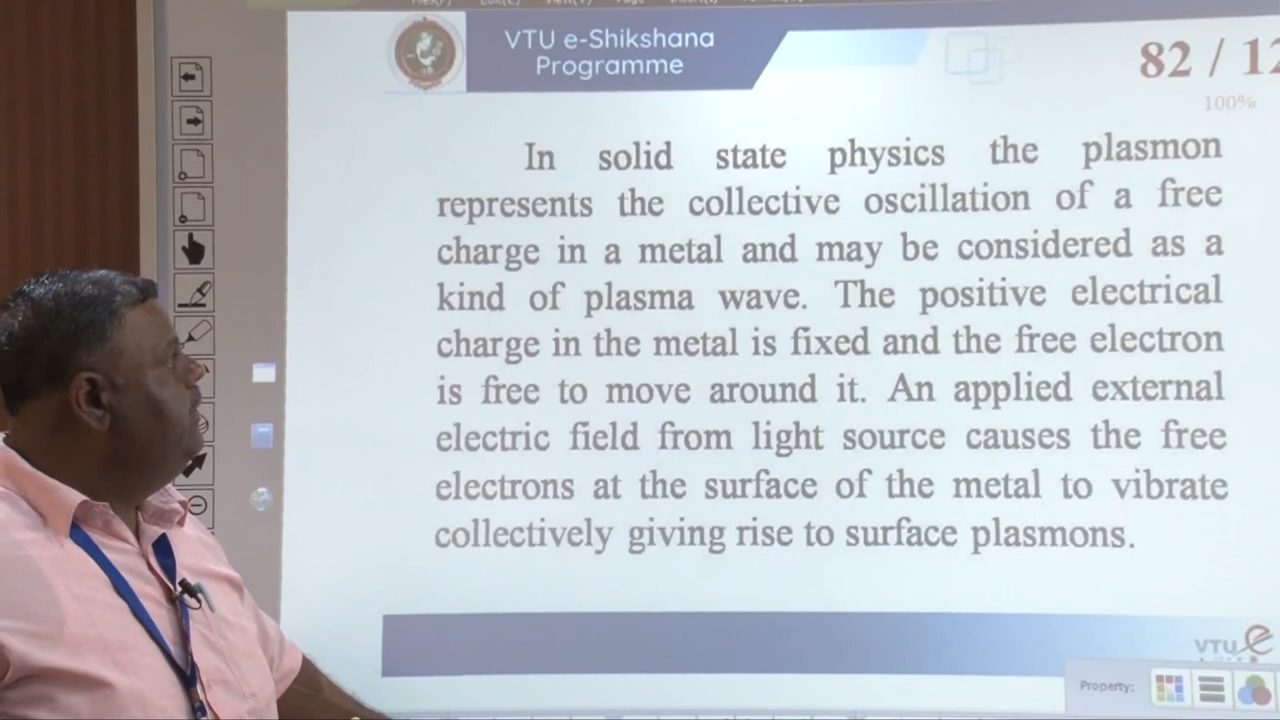 VTU e-Shikshana
Programme
82 / 12
100%
In solid state physics the plasmon
represents the collective oscillation of a free
charge in a metal and may be considered as a
kind of plasma wave. The positive electrical
charge in the metal is fixed and the free electron
is free to move around it. An applied external
electric field from light source causes the free
electrons at the surface of the metal to vibrate
collectively giving rise to surface plasmons.
VTU e
Property: